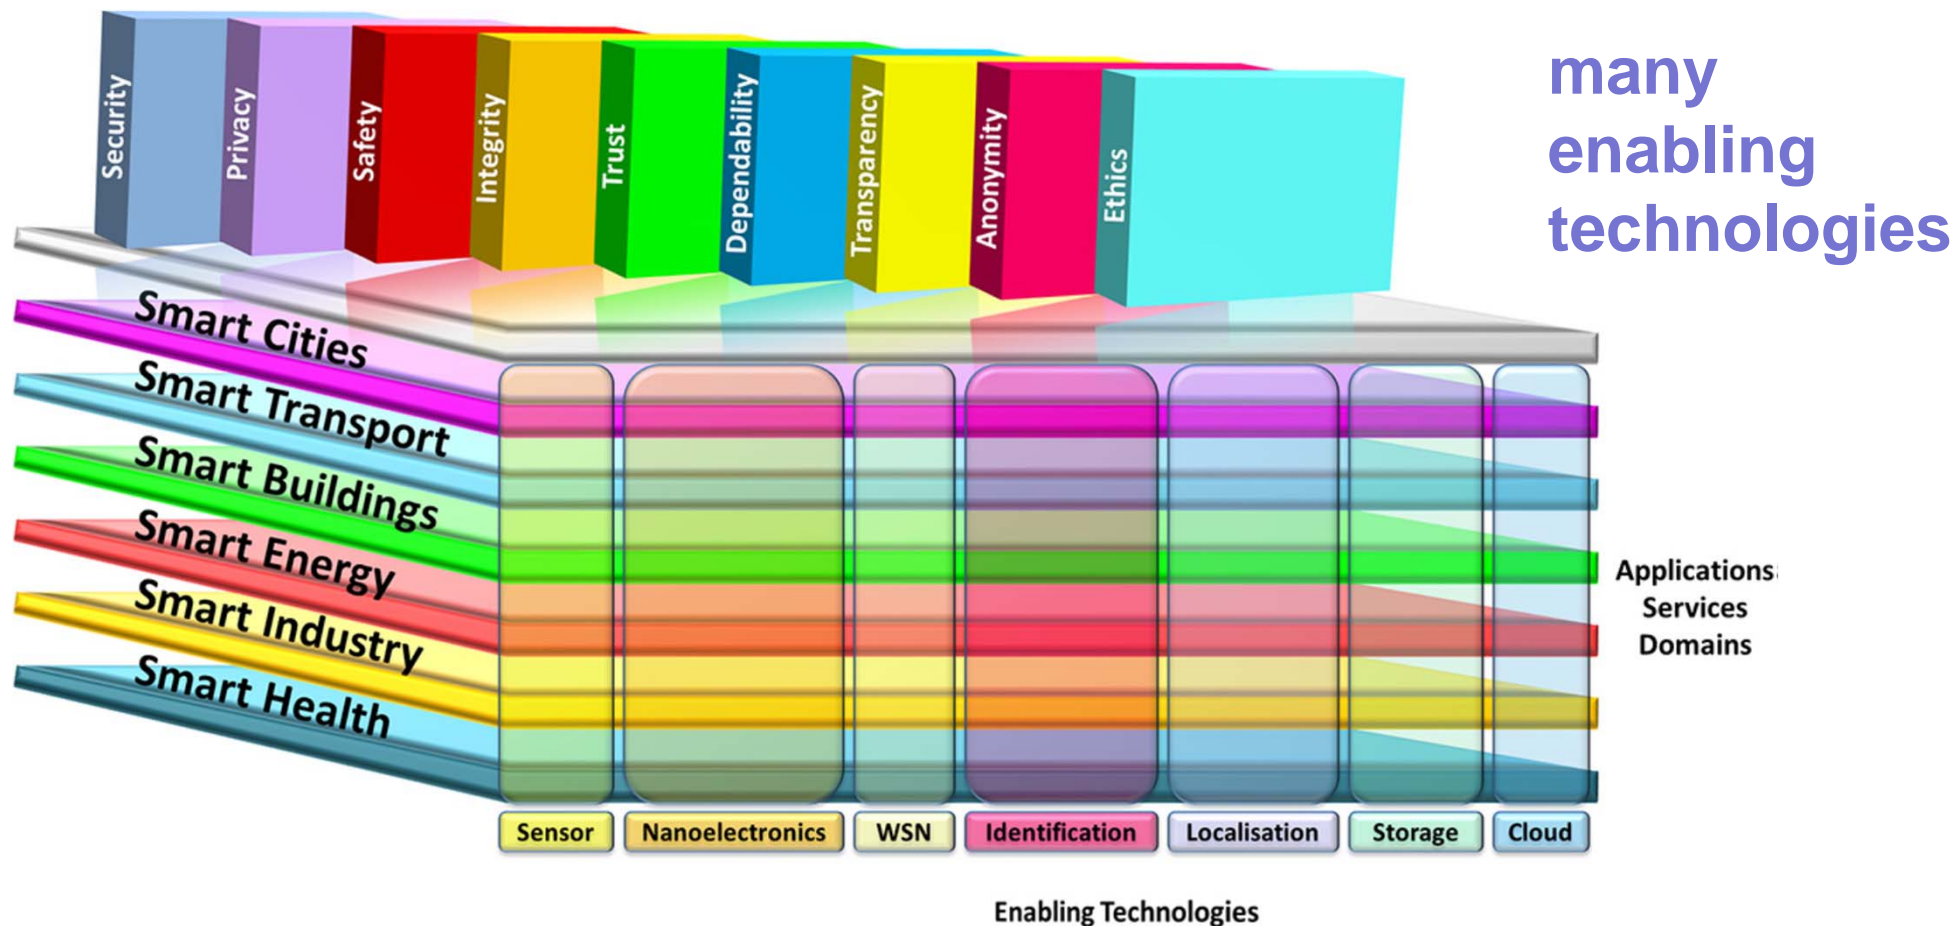 many
enabling
technologies
Security
Privacy
Safety
Integrity
Trust
Dependability
Transparency
Anonymity
Ethics
Smart Cities
Smart Transport
Smart Buildings
Smart Energy
Smart Industry
Smart Health
Applications
Services
Domains
Sensor
Nanoelectronics
WSN
Identification
Localisation
Storage
Cloud
Enabling Technologies